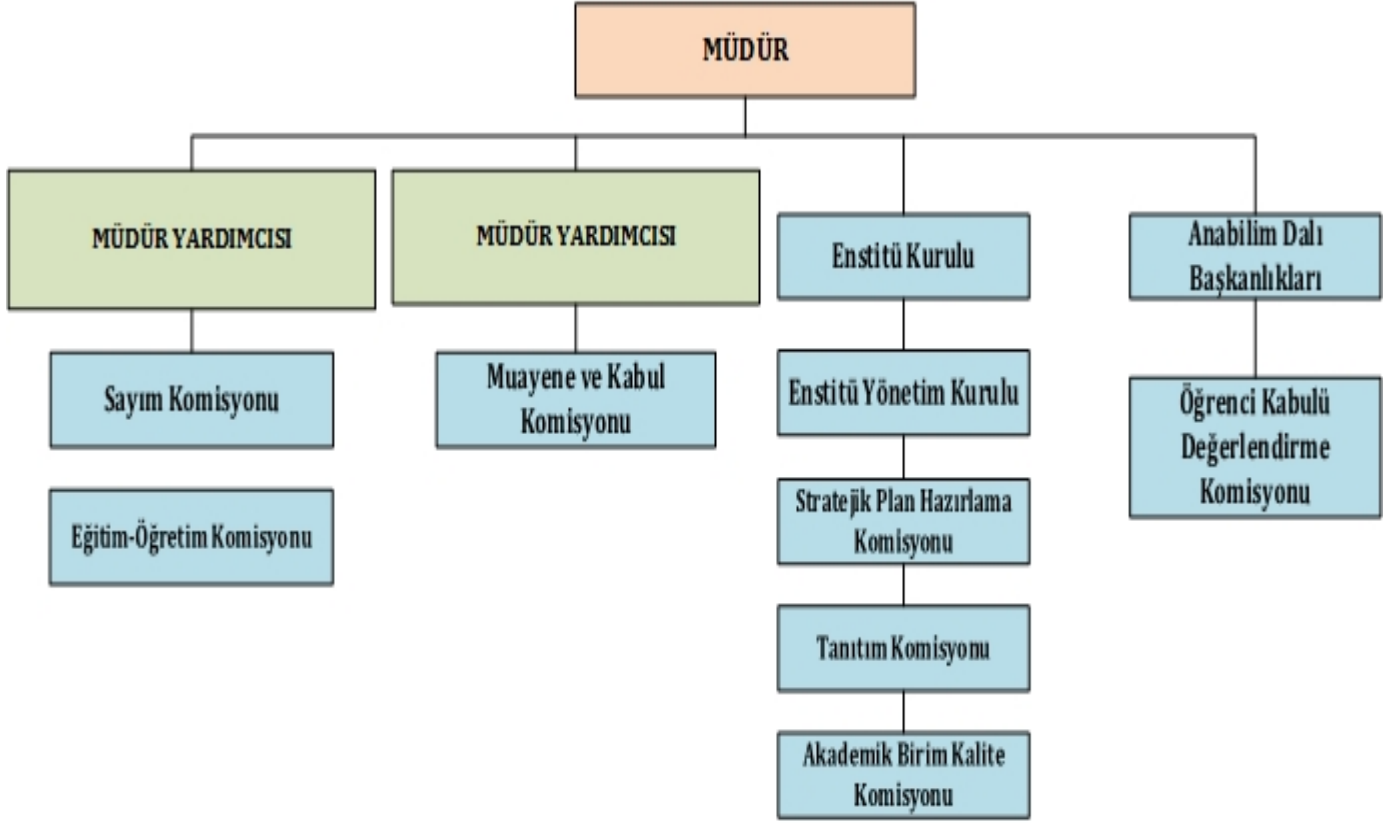 MÜDÜR
MÜDÜR YARDIMCISI
MÜDÜR YARDIMCISI
Enstitü Kurulu
Anabilim Dalı
Başkanlıkları
Sayım Komisyonu
Muayene ve Kabul
Komisyonu
Enstitü Yönetim Kurulu
Öğrenci Kabulü
Değerlendirme
Komisyonu
Eğitim-Öğretim Komisyonu
Stratejik Plan Hazırlama
Komisyonu
Tanıtım Komisyonu
Akademik Birim Kalite
Komisyonu